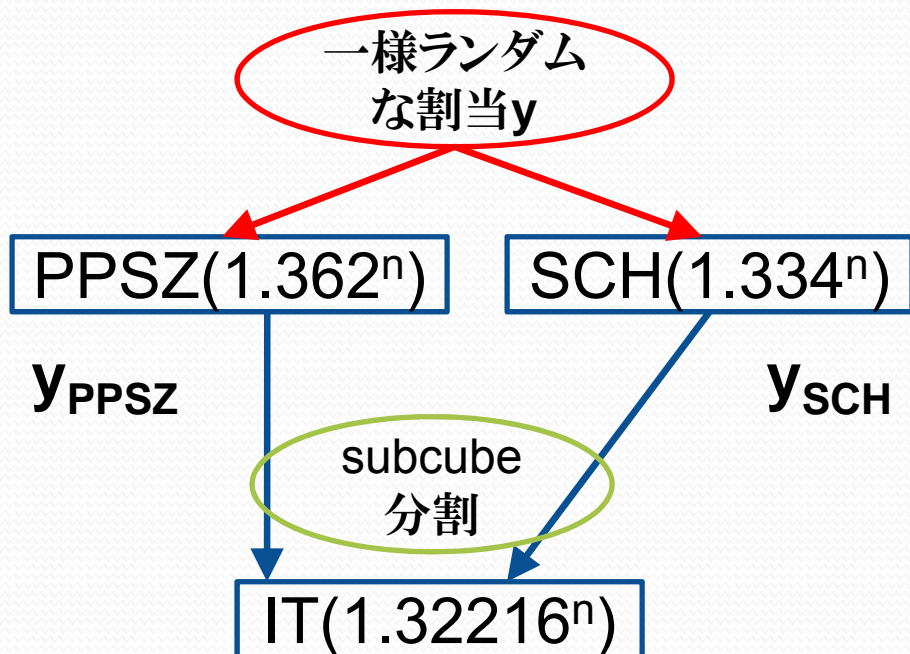 一様ランダム
な割当y
PPSZ(1.362ⁿ)
SCH(1.334ⁿ)
yPPSZ
ySCH
subcube
分割
IT(1.32216ⁿ)